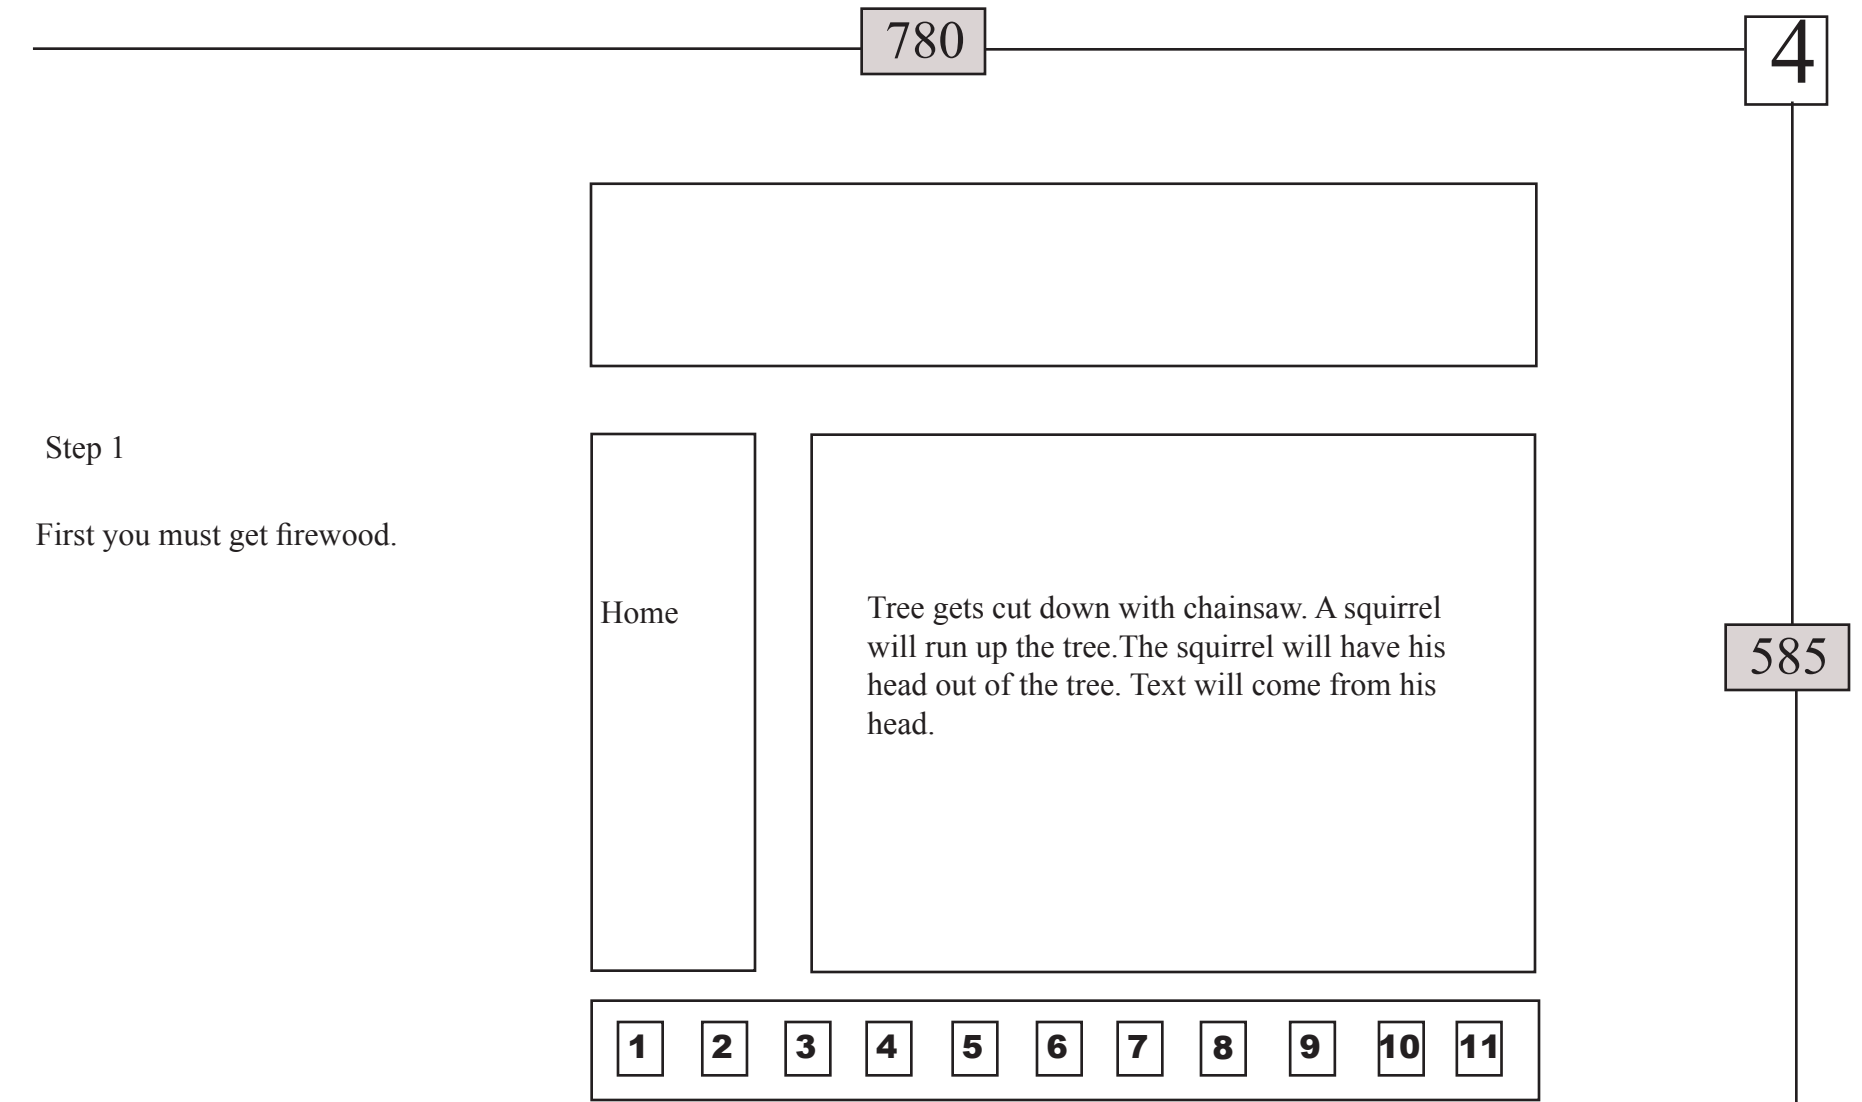 780
4
Step 1
First you must get firewood.
Home
Tree gets cut down with chainsaw. A squirrel
will run up the tree.The squirrel will have his
head out of the tree. Text will come from his
head.
585
1 2 3 4 5 6 7 8 9 10 11